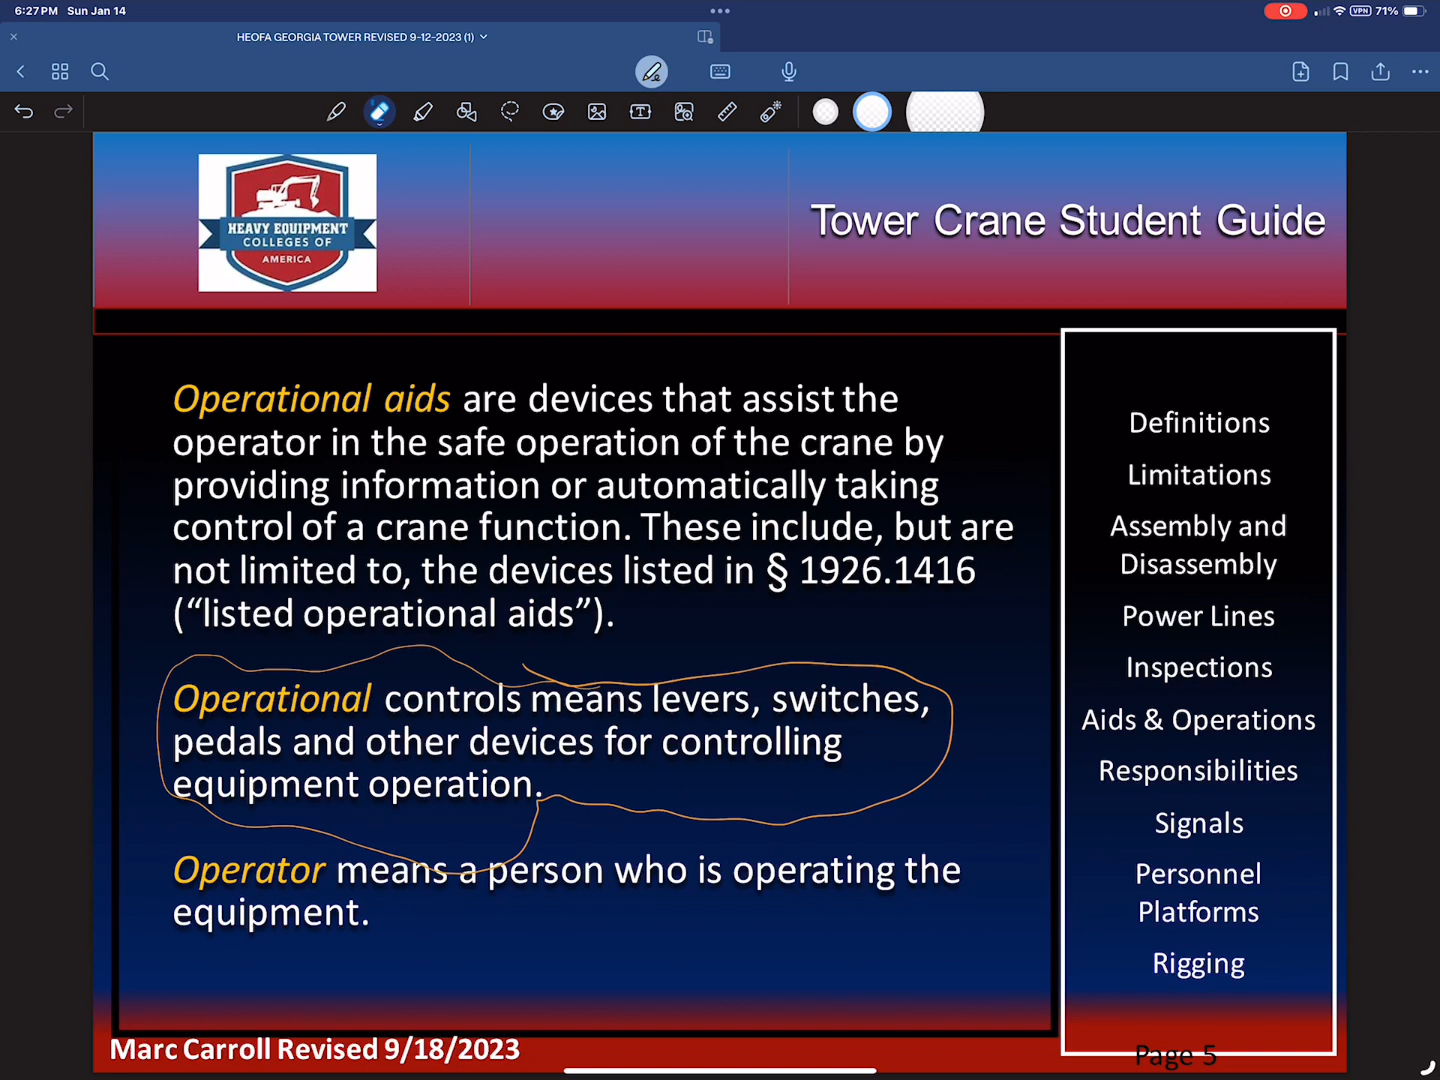 6:27PM Sun Jan 14
VPN 71%
HEOFA GEORGIA TOWER REVISED 9-12-2023 (1)
HEAVY EQUIPMENT
COLLEGES OF
AMERICA
Tower Crane Student Guide
Operational aids are devices that assist the
operator in the safe operation of the crane by
providing information or automatically taking
control of a crane function. These include, but are
not limited to, the devices listed in § 1926.1416
(“listed operational aids”).
Operational controls means levers, switches,
pedals and other devices for controlling
equipment operation.
Operator means a person who is operating the
equipment.
Definitions
Limitations
Assembly and
Disassembly
Power Lines
Inspections
Aids & Operations
Responsibilities
Signals
Personnel
Platforms
Rigging
Marc Carroll Revised 9/18/2023
Page 5